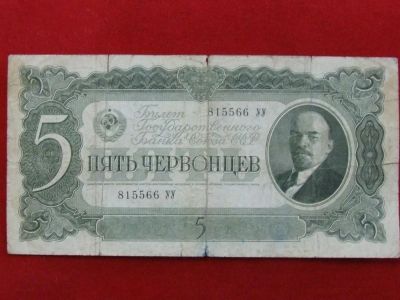 Билет 815566 УУ
Государственного
Банка Союза ССР
5
ПЯТЬ ЧЕРВОНЦЕВ
815566 УУ
5